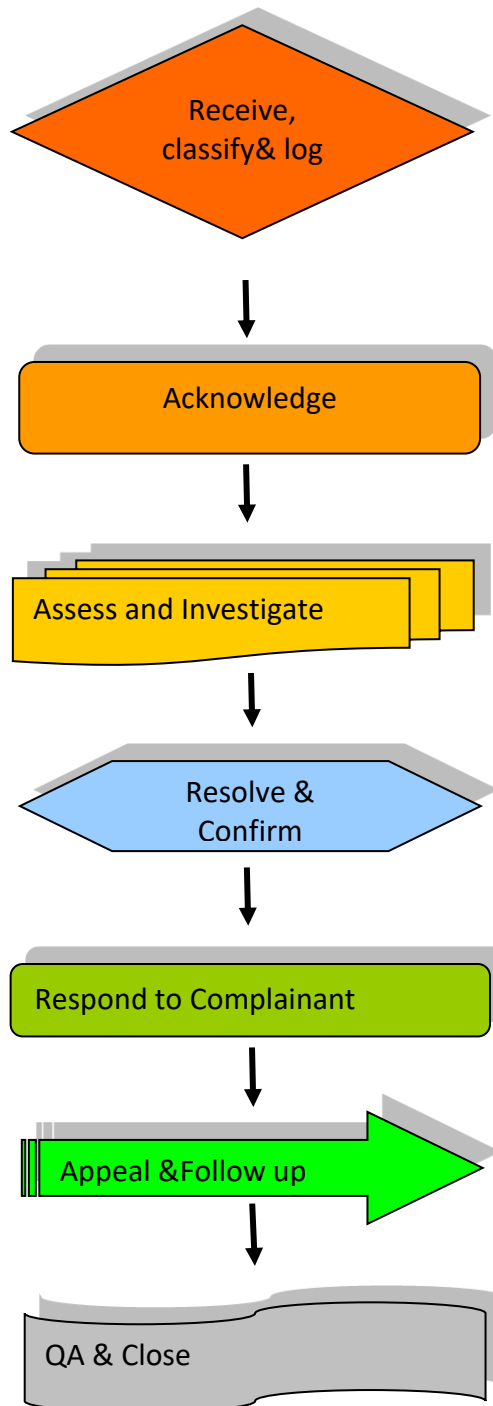 Receive,
classify& log
Acknowledge
Assess and Investigate
Resolve &
Confirm
Respond to Complainant
Appeal &Follow up
QA & Close